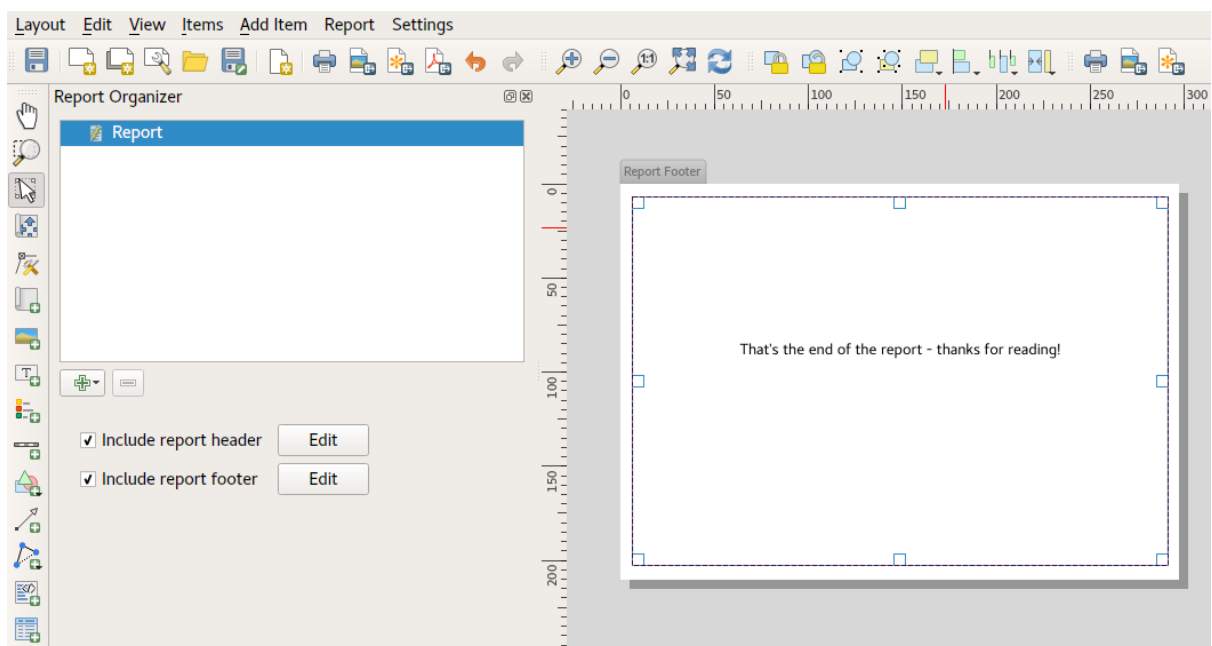 Layout Edit View Items Add Item Report Settings
Report Organizer
Report
Include report header Edit
Include report footer Edit
0 50 100 150 200 250 300
0
50
100
150
200
Report Footer
That's the end of the report - thanks for reading!